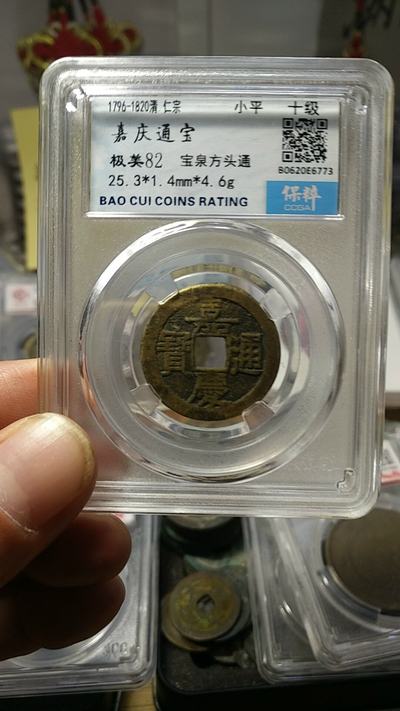 1796-1820清 仁宗 小平 十级
嘉庆通宝
极美82 宝泉方头通
B0620E6773
25.3*1.4mm*4.6g
保粹
BAO CUI COINS RATING
CCGA
嘉
寶 通
慶